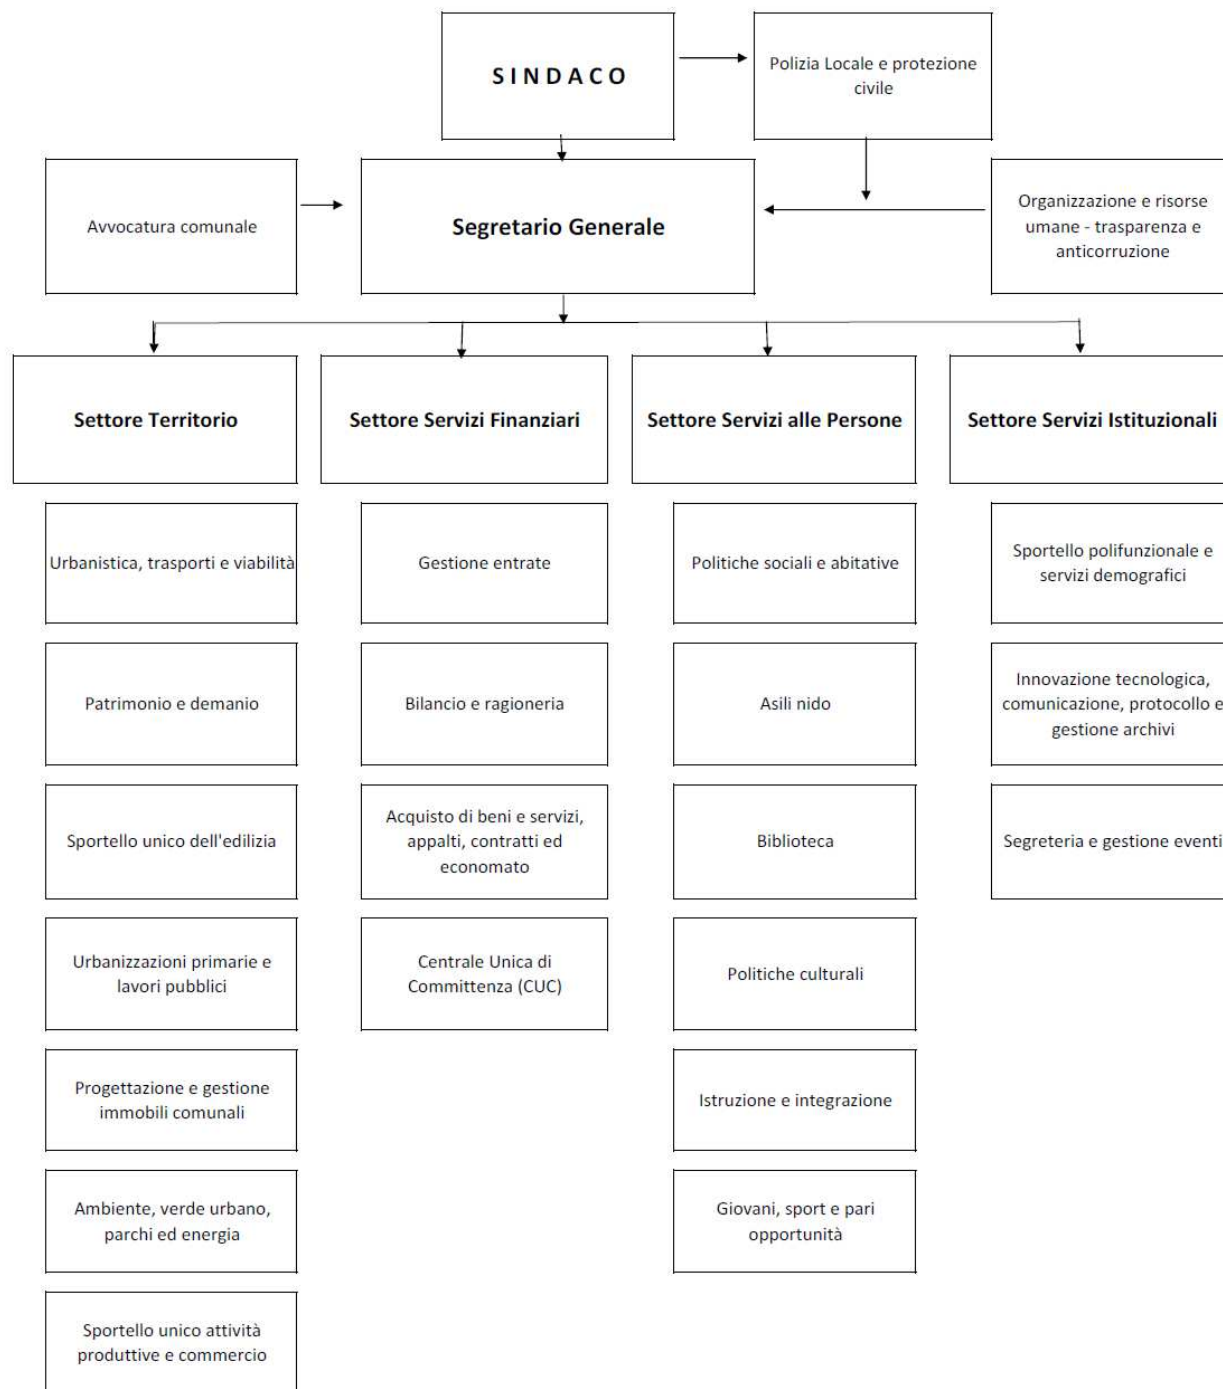 S I N D A C O
Polizia Locale e protezione
civile
Avvocatura comunale
Segretario Generale
Organizzazione e risorse
umane - trasparenza e
anticorruzione
Settore Territorio
Settore Servizi Finanziari
Settore Servizi alle Persone
Settore Servizi Istituzionali
Urbanistica, trasporti e viabilità
Gestione entrate
Politiche sociali e abitative
Sportello polifunzionale e
servizi demografici
Patrimonio e demanio
Bilancio e ragioneria
Asili nido
Innovazione tecnologica,
comunicazione, protocollo e
gestione archivi
Sportello unico dell'edilizia
Acquisto di beni e servizi,
appalti, contratti ed
economato
Biblioteca
Segreteria e gestione eventi
Urbanizzazioni primarie e
lavori pubblici
Centrale Unica di
Committenza (CUC)
Politiche culturali
Progettazione e gestione
immobili comunali
Istruzione e integrazione
Ambiente, verde urbano,
parchi ed energia
Giovani, sport e pari
opportunità
Sportello unico attività
produttive e commercio